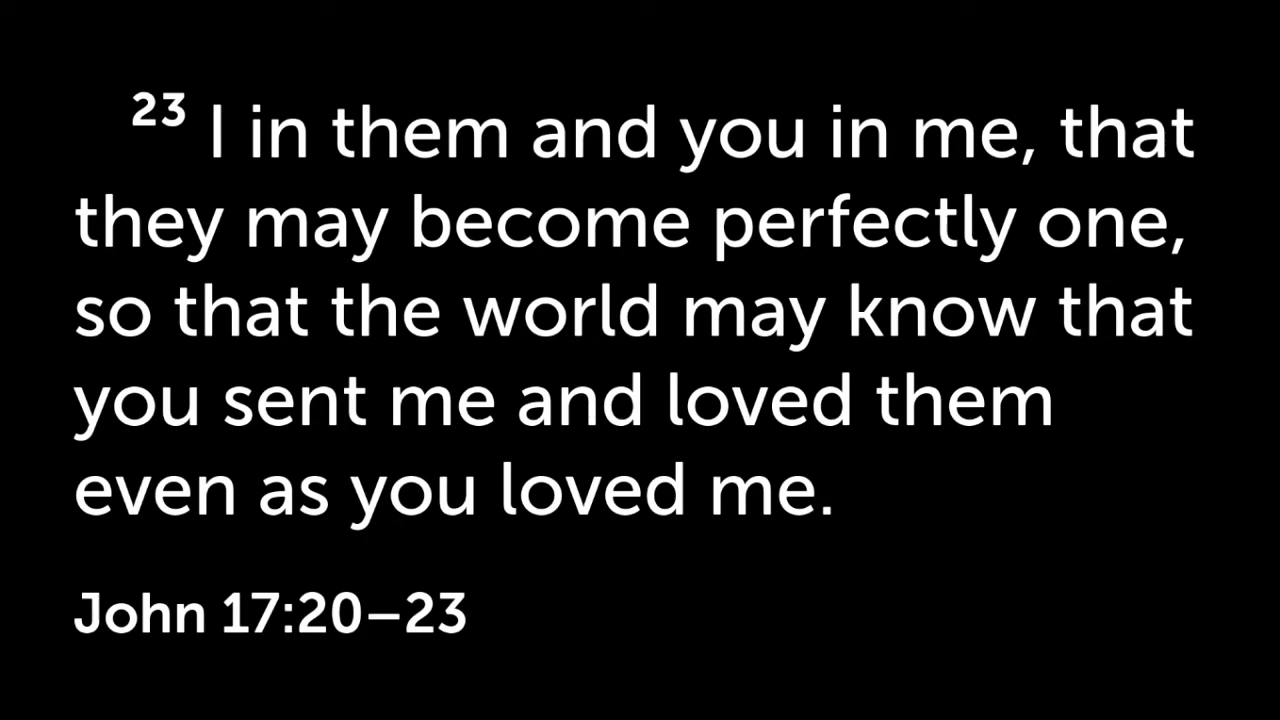 23 I in them and you in me, that
they may become perfectly one,
so that the world may know that
you sent me and loved them
even as you loved me.
John 17:20–23